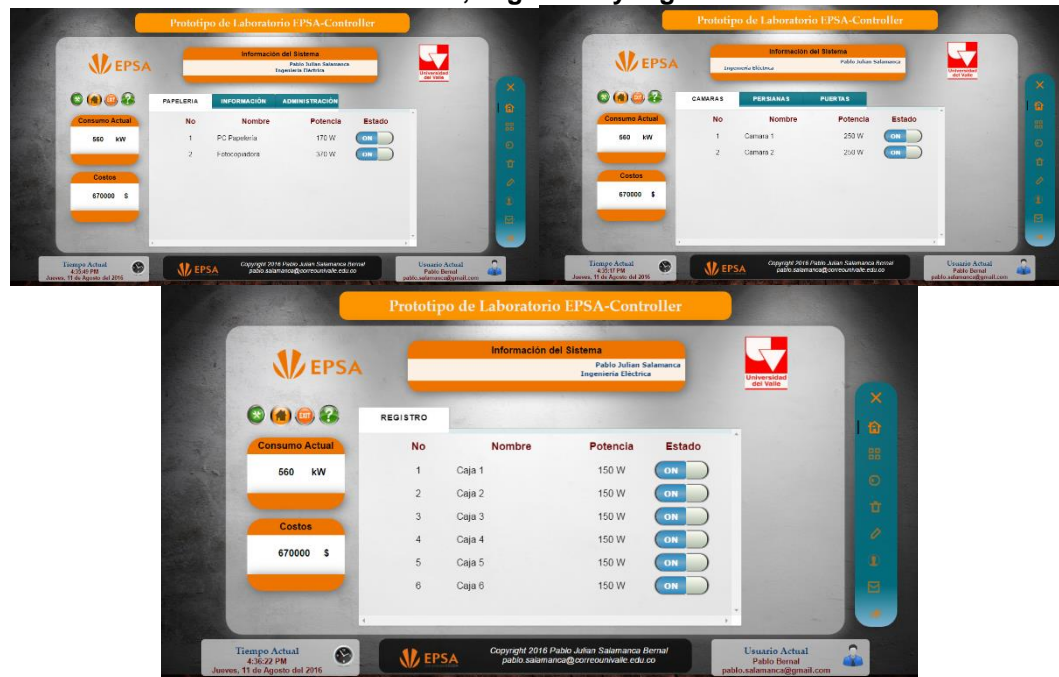 Prototipo de Laboratorio EPSA-Controller
EPSA
Información del Sistema
Pablo Julian Salamanca
Ingeniería Eléctrica
Universidad
del Valle
PAPELERIA INFORMACIÓN ADMINISTRACIÓN
Consumo Actual
560 kW
Costos
670000 $
No Nombre Potencia Estado
1 PC Papelería 170 W ON
2 Fotocopiadora 370 W ON
Tiempo Actual
4:35:49 PM
Jueves, 11 de Agosto del 2016
EPSA
Copyright 2016 Pablo Julian Salamanca Bernal
pablo.salamanca@correounivalle.edu.co
Usuario Actual
Pablo Bernal
pablo.salamanca@gmail.com
Prototipo de Laboratorio EPSA-Controller
EPSA
Información del Sistema
Pablo Julian Salamanca
Ingeniería Eléctrica
Universidad
del Valle
CAMARAS PERSIANAS PUERTAS
Consumo Actual
560 kW
Costos
670000 $
No Nombre Potencia Estado
1 Camara 1 250 W ON
2 Camara 2 250 W ON
Tiempo Actual
4:35:17 PM
Jueves, 11 de Agosto del 2016
EPSA
Copyright 2016 Pablo Julian Salamanca Bernal
pablo.salamanca@correounivalle.edu.co
Usuario Actual
Pablo Bernal
pablo.salamanca@gmail.com
Prototipo de Laboratorio EPSA-Controller
EPSA
Información del Sistema
Pablo Julian Salamanca
Ingeniería Eléctrica
Universidad
del Valle
EXIT
REGISTRO
Consumo Actual
560 kW
Costos
670000 $
No Nombre Potencia Estado
1 Caja 1 150 W ON
2 Caja 2 150 W ON
3 Caja 3 150 W ON
4 Caja 4 150 W ON
5 Caja 5 150 W ON
6 Caja 6 150 W ON
Tiempo Actual
4:36:22 PM
Jueves, 11 de Agosto del 2016
EPSA
Copyright 2016 Pablo Julian Salamanca Bernal
pablo.salamanca@correounivalle.edu.co
Usuario Actual
Pablo Bernal
pablo.salamanca@gmail.com